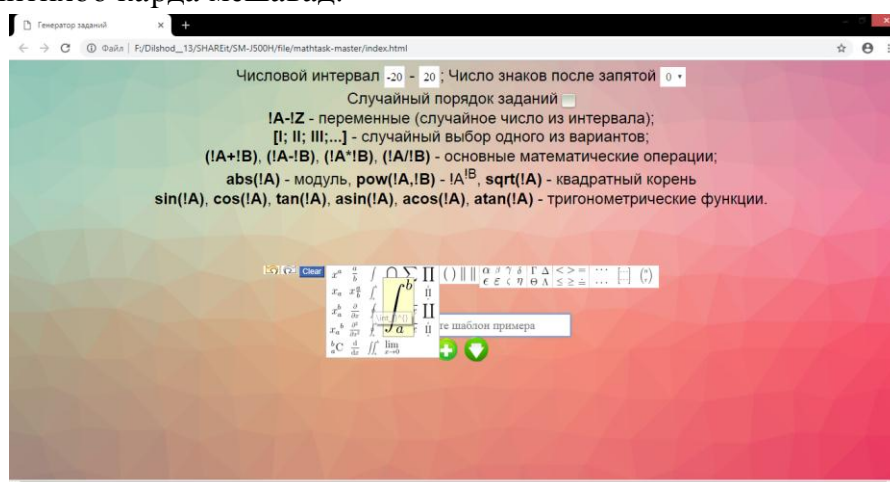 карда мешавад.
Генератор заданий
Файл | F:/Dilshod__13/SHAREit/SM-J500H/file/mathtask-master/index.html
Числовой интервал -20 - 20 ; Число знаков после запятой 0
Случайный порядок заданий
!A-!Z - переменные (случайное число из интервала);
[I; II; III;...] - случайный выбор одного из вариантов;
(!A+!B), (!A-!B), (!A*!B), (!A/!B) - основные математические операции;
abs(!A) - модуль, pow(!A,!B) - !A^!B, sqrt(!A) - квадратный корень
sin(!A), cos(!A), tan(!A), asin(!A), acos(!A), atan(!A) - тригонометрические функции.
Clear
шаблон примера